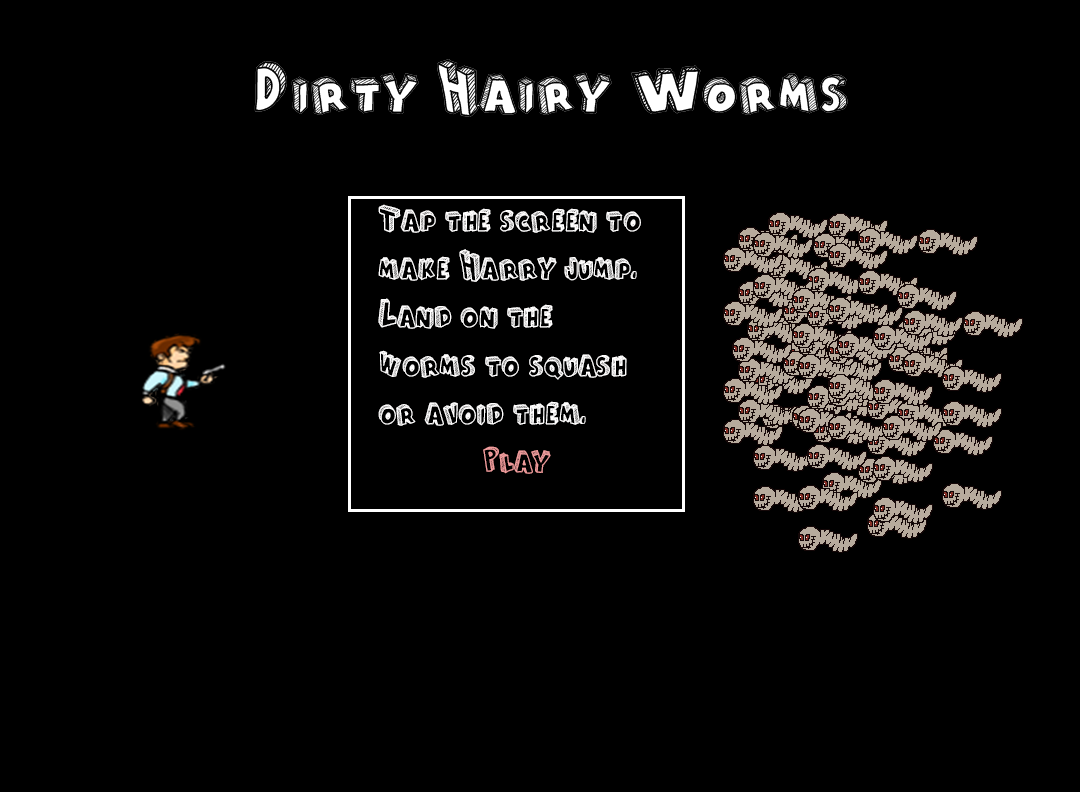 Dirty Hairy Worms
Tap the screen to
make Harry jump.
Land on the
worms to squash
or avoid them.
Play